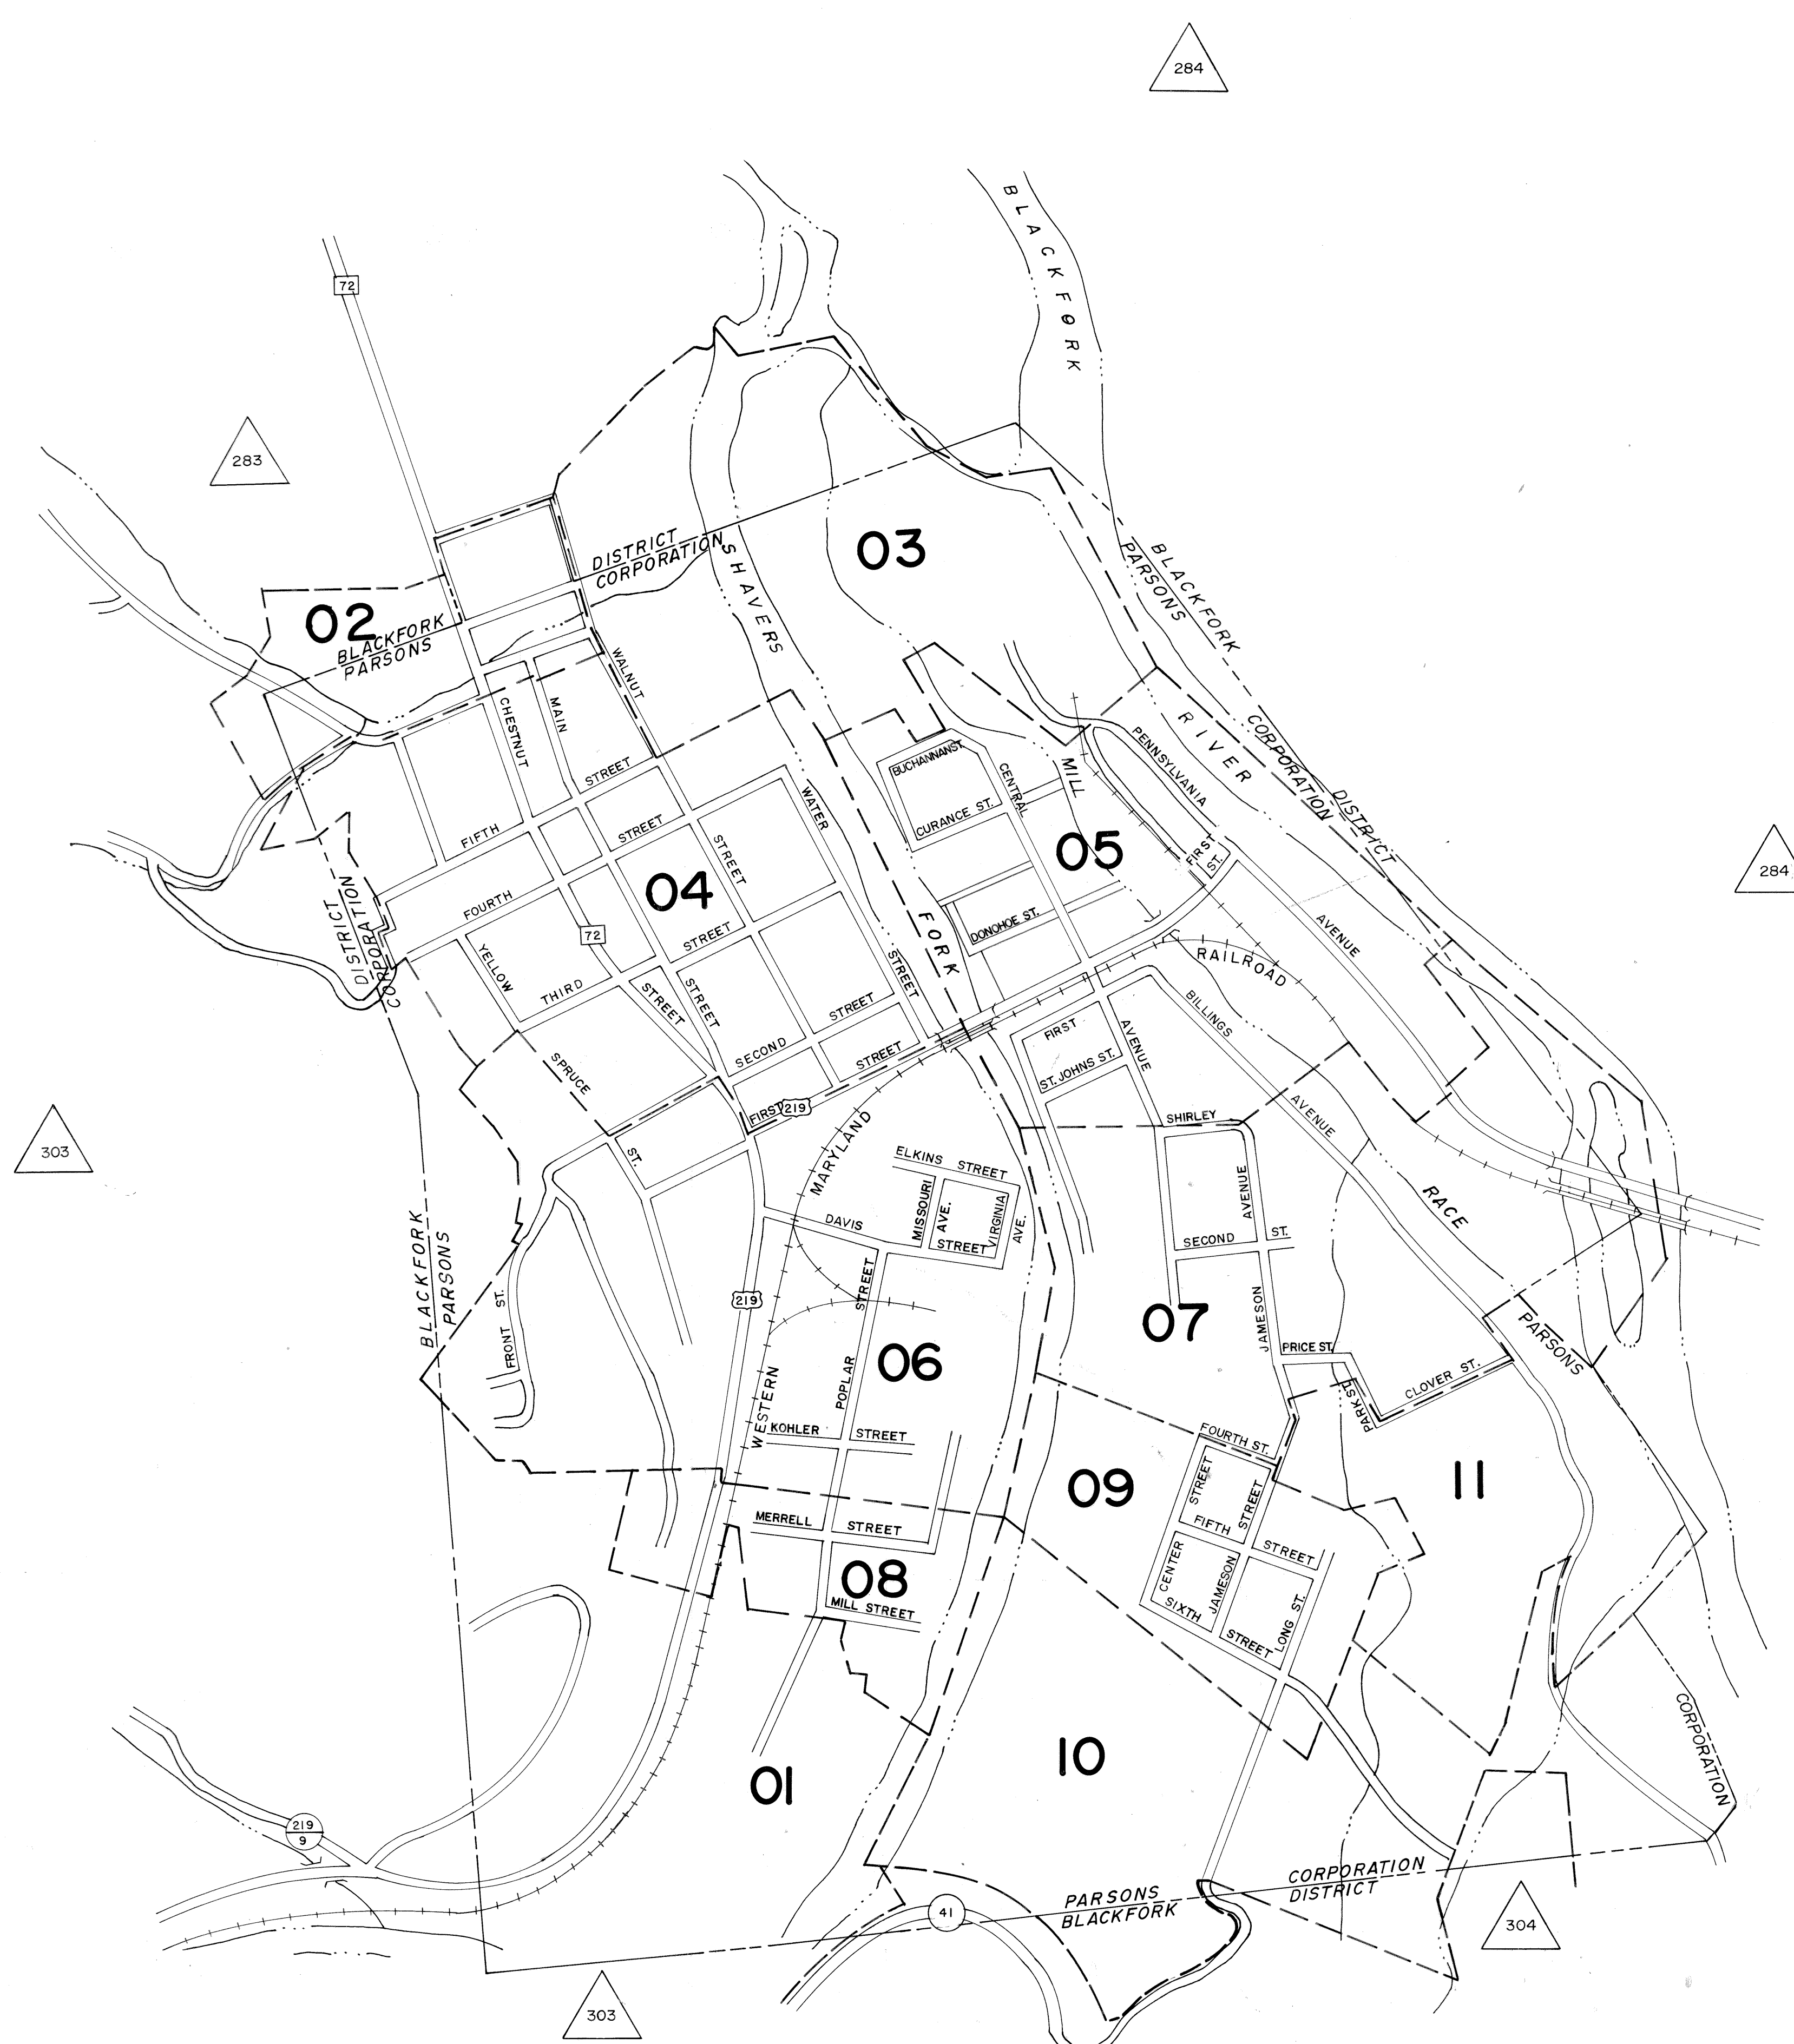 284
BLACKFORK
72
283
DISTRICT
CORPORATION
SHAVERS
03
BLACKFORK
PARSONS
02
BLACKFORK
PARSONS
WALNUT
CHESTNUT
MAIN
STREET
RIVER
CORPORATION
DISTRICT
PENNSYLVANIA
BUCHANNAN ST.
CENTRAL
MILL
CURANCE ST.
WATER
FIFTH
STREET
STREET
05
FIRST
ST.
284
04
FOURTH
72
DISTRICT
CORPORATION
YELLOW
THIRD
STREET
STREET
STREET
FORK
DONOHOE ST.
AVENUE
RAILROAD
STREET
STREET
SECOND
STREET
BILLINGS
FIRST
AVENUE
ST. JOHNS ST.
303
SPRUCE
FIRST
219
SHIRLEY
AVENUE
MARYLAND
ST.
ELKINS STREET
MISSOURI
AVE.
VIRGINIA
AVE.
AVENUE
RACE
DAVIS
STREET
SECOND
ST.
BLACKFORK
PARSONS
FRONT ST.
219
STREET
07
JAMESON
PRICE ST.
PARSONS
06
POPLAR
CLOVER ST.
PARK ST.
WESTERN
KOHLER
STREET
FOURTH ST.
09
STREET
11
MERRELL
STREET
FIFTH
STREET
STREET
08
MILL STREET
CENTER
JAMESON
SIXTH
STREET
LONG ST.
CORPORATION
10
01
219
9
PARSONS
BLACKFORK
CORPORATION
DISTRICT
41
304
303